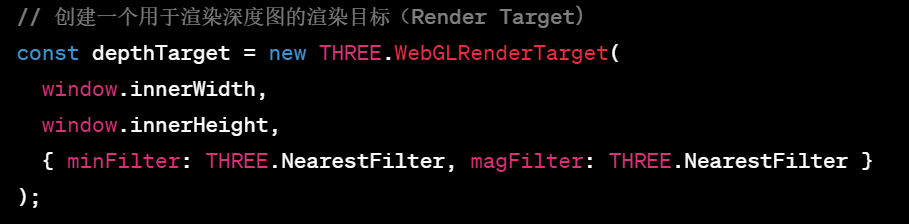 // 创建一个用于渲染深度图的渲染目标（Render Target）
const depthTarget = new THREE.WebGLRenderTarget(
  window.innerWidth,
  window.innerHeight,
  { minFilter: THREE.NearestFilter, magFilter: THREE.NearestFilter }
);